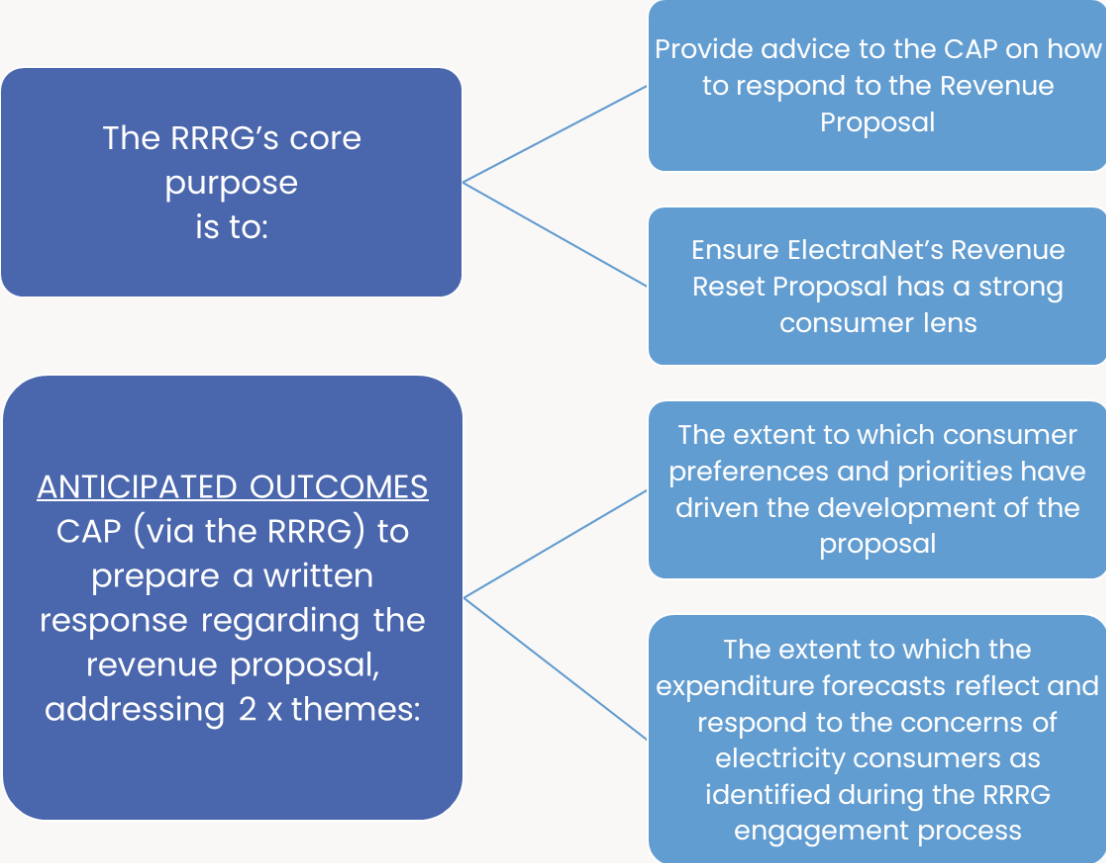 The RRRG’s core
purpose
is to:
Provide advice to the CAP on how
to respond to the Revenue
Proposal
Ensure ElectraNet’s Revenue
Reset Proposal has a strong
consumer lens
ANTICIPATED OUTCOMES
CAP (via the RRRG) to
prepare a written
response regarding the
revenue proposal,
addressing 2 x themes:
The extent to which consumer
preferences and priorities have
driven the development of the
proposal
The extent to which the
expenditure forecasts reflect and
respond to the concerns of
electricity consumers as
identified during the RRRG
engagement process